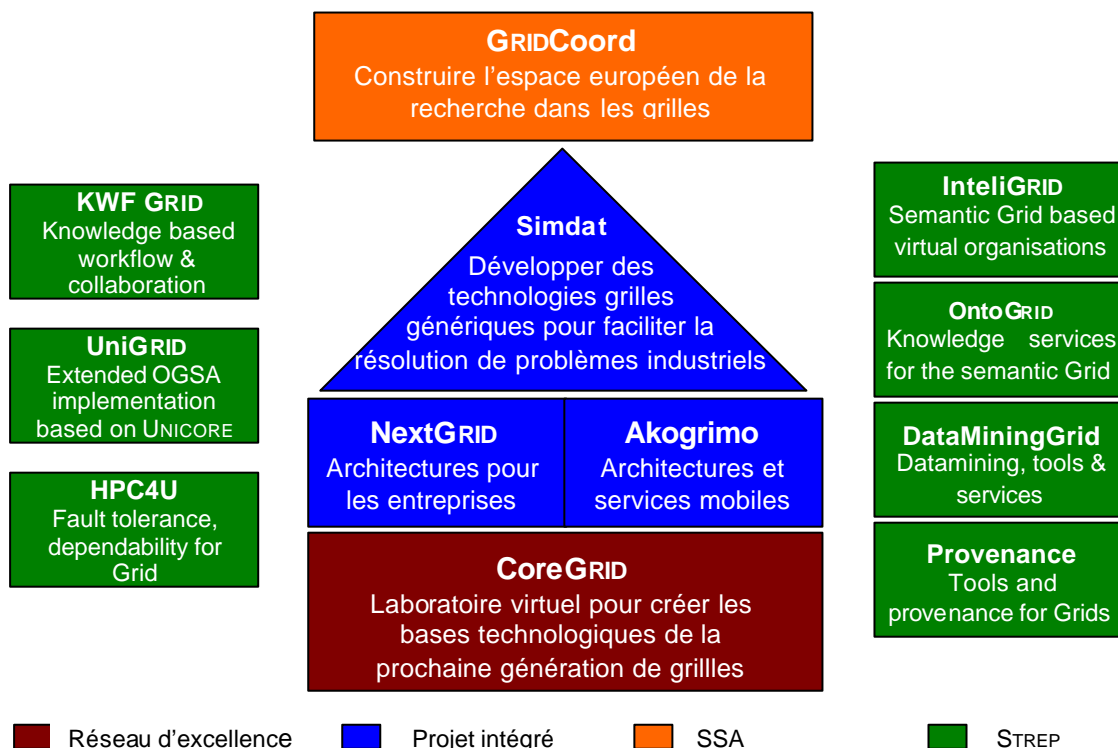 GRIDCoord
Construire l'espace européen de la
recherche dans les grilles
KWF GRID
Knowledge based
workflow &
collaboration
UniGRID
Extended OGSA
implementation
based on UNICORE
HPC4U
Fault tolerance,
dependability for
Grid
Simdat
Développer des
technologies grilles
génériques pour faciliter la
résolution de problèmes industriels
NextGRID
Architectures pour
les entreprises
Akogrimo
Architectures et
services mobiles
CoreGRID
Laboratoire virtuel pour créer les
bases technologiques de la
prochaine génération de grillles
InteliGRID
Semantic Grid based
virtual organisations
OntoGRID
Knowledge services
for the semantic Grid
DataMiningGrid
Datamining, tools &
services
Provenance
Tools and
provenance for Grids
Réseau d'excellence
Projet intégré
SSA
STREP